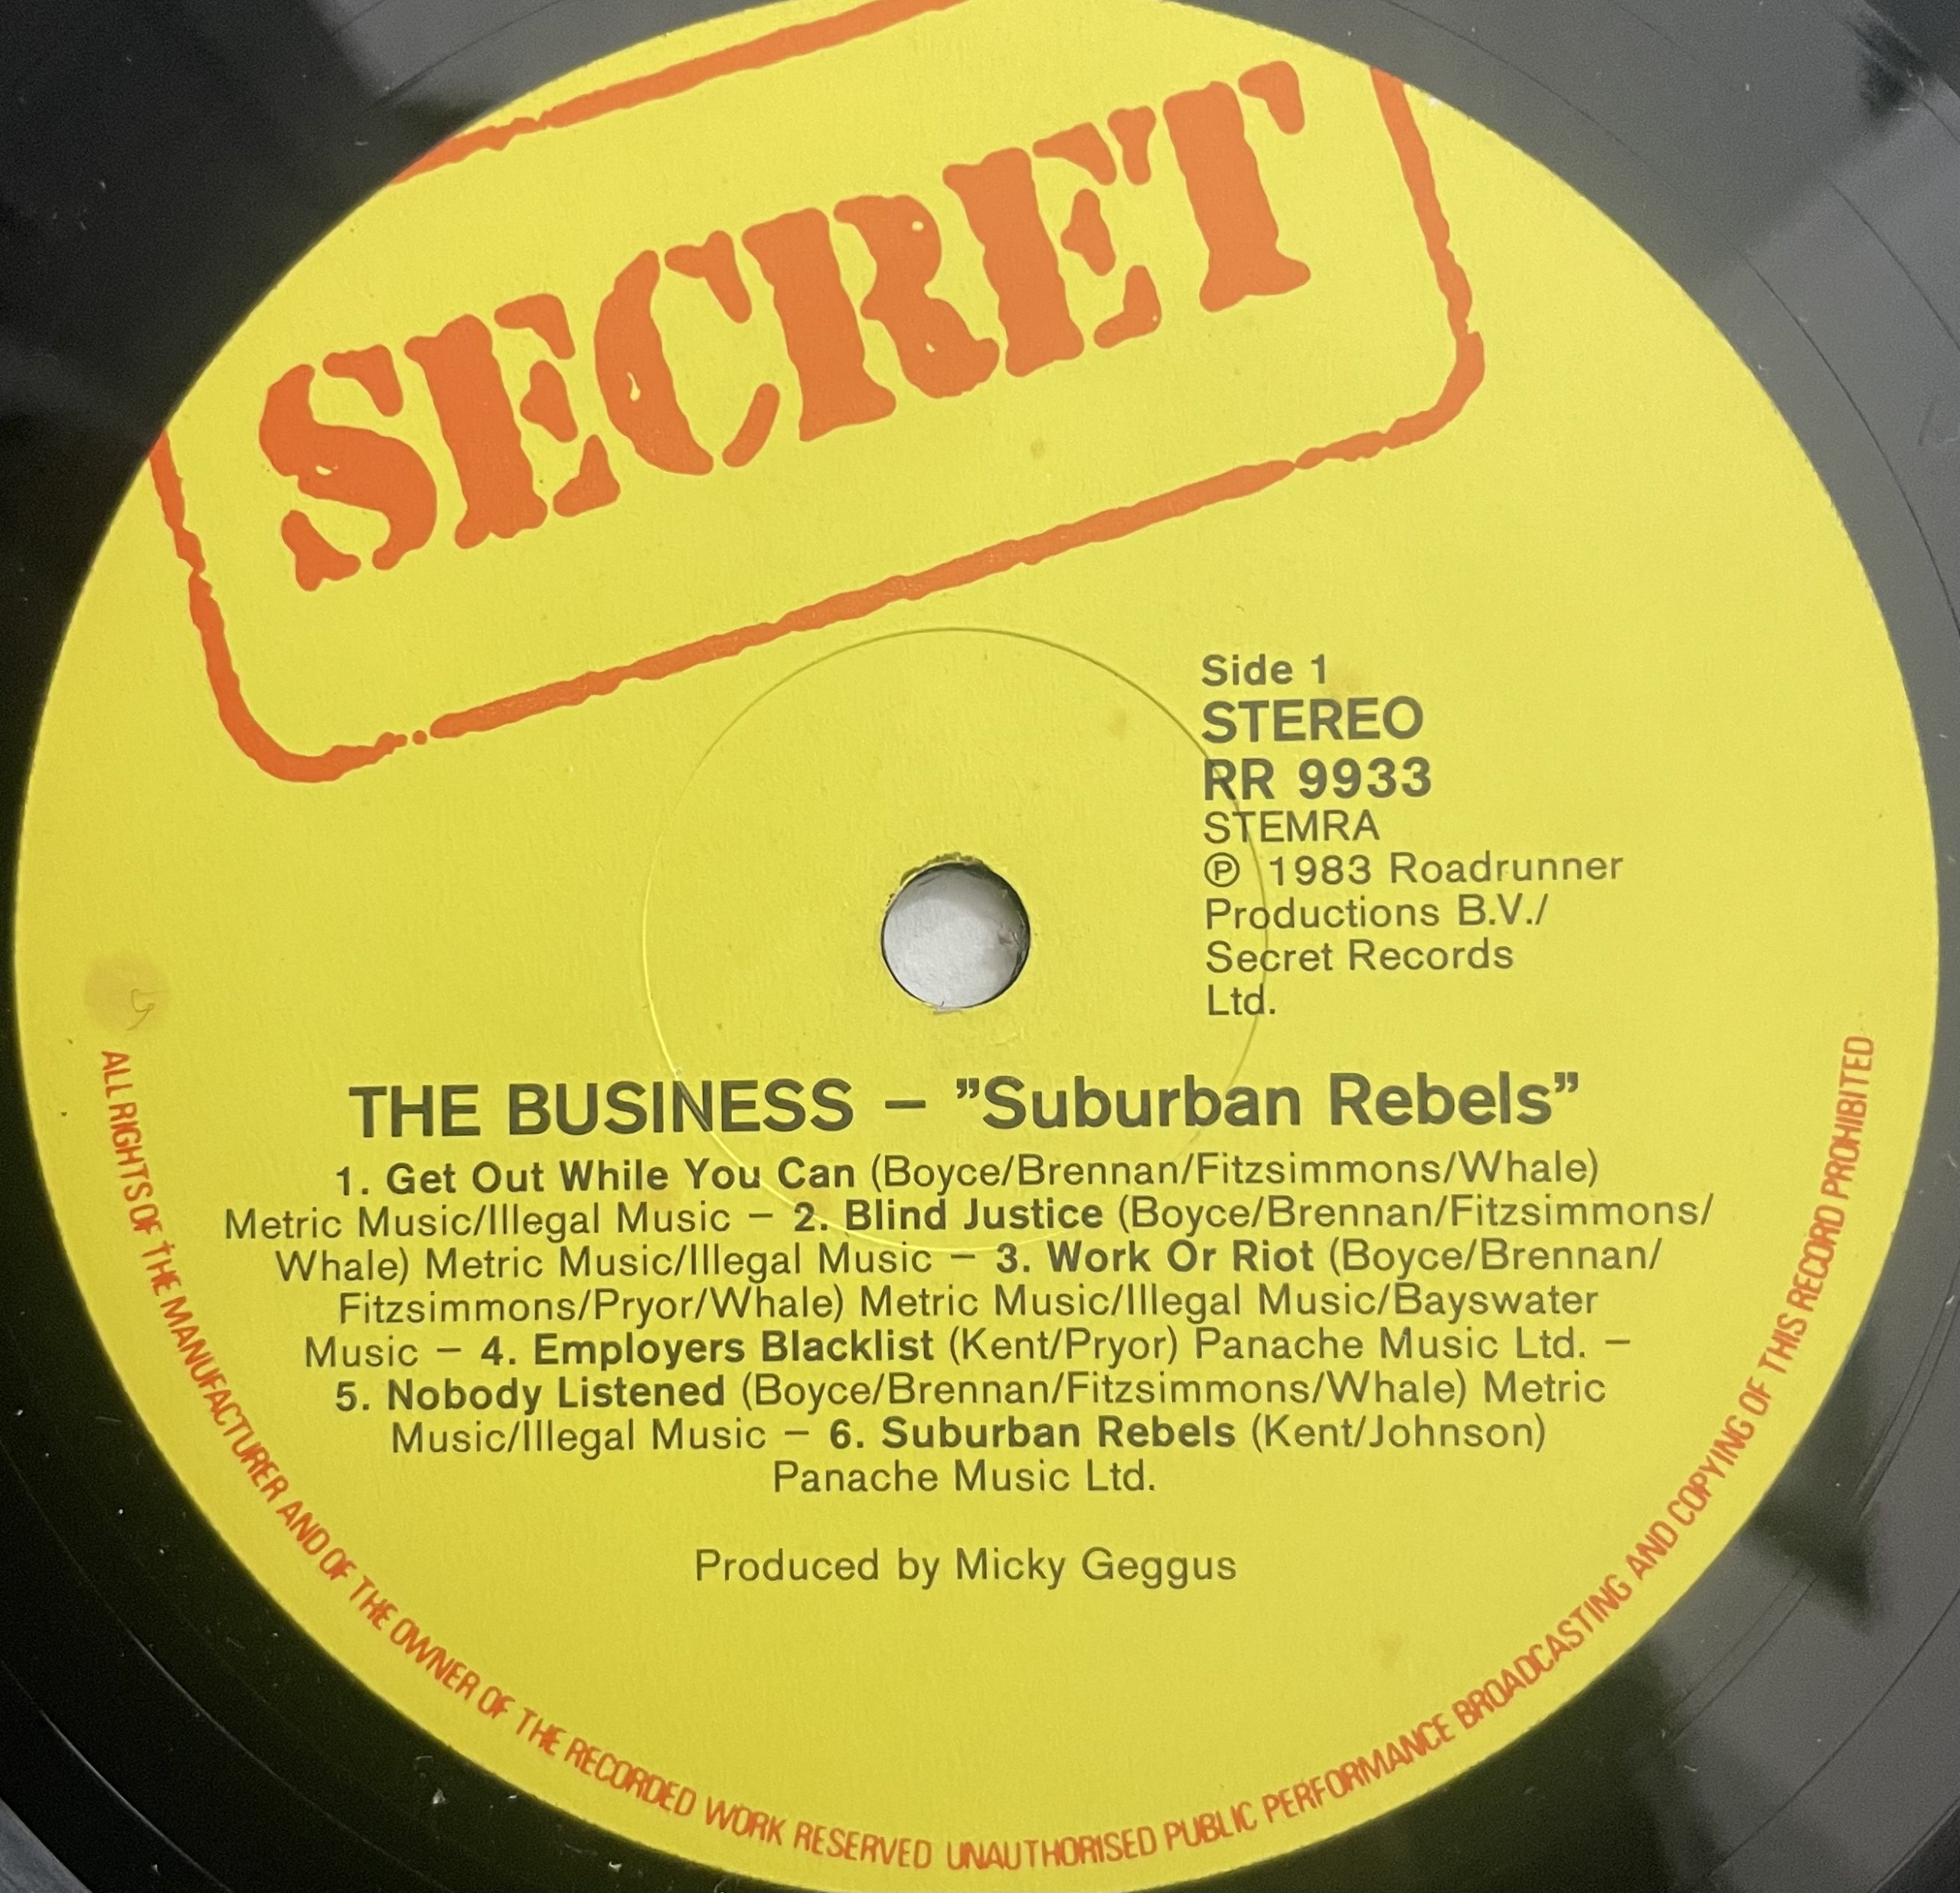 SECRET
Side 1
STEREO
RR 9933
STEMRA
Ⓟ 1983 Roadrunner
Productions B.V./
Secret Records
Ltd.
THE BUSINESS – ”Suburban Rebels”
1. Get Out While You Can (Boyce/Brennan/Fitzsimmons/Whale)
Metric Music/Illegal Music – 2. Blind Justice (Boyce/Brennan/Fitzsimmons/
Whale) Metric Music/Illegal Music – 3. Work Or Riot (Boyce/Brennan/
Fitzsimmons/Pryor/Whale) Metric Music/Illegal Music/Bayswater
Music – 4. Employers Blacklist (Kent/Pryor) Panache Music Ltd. –
5. Nobody Listened (Boyce/Brennan/Fitzsimmons/Whale) Metric
Music/Illegal Music – 6. Suburban Rebels (Kent/Johnson)
Panache Music Ltd.
Produced by Micky Geggus
ALL RIGHTS OF THE MANUFACTURER AND OF THE OWNER OF THE RECORDED WORK RESERVED UNAUTHORISED PUBLIC PERFORMANCE BROADCASTING AND COPYING OF THIS RECORD PROHIBITED